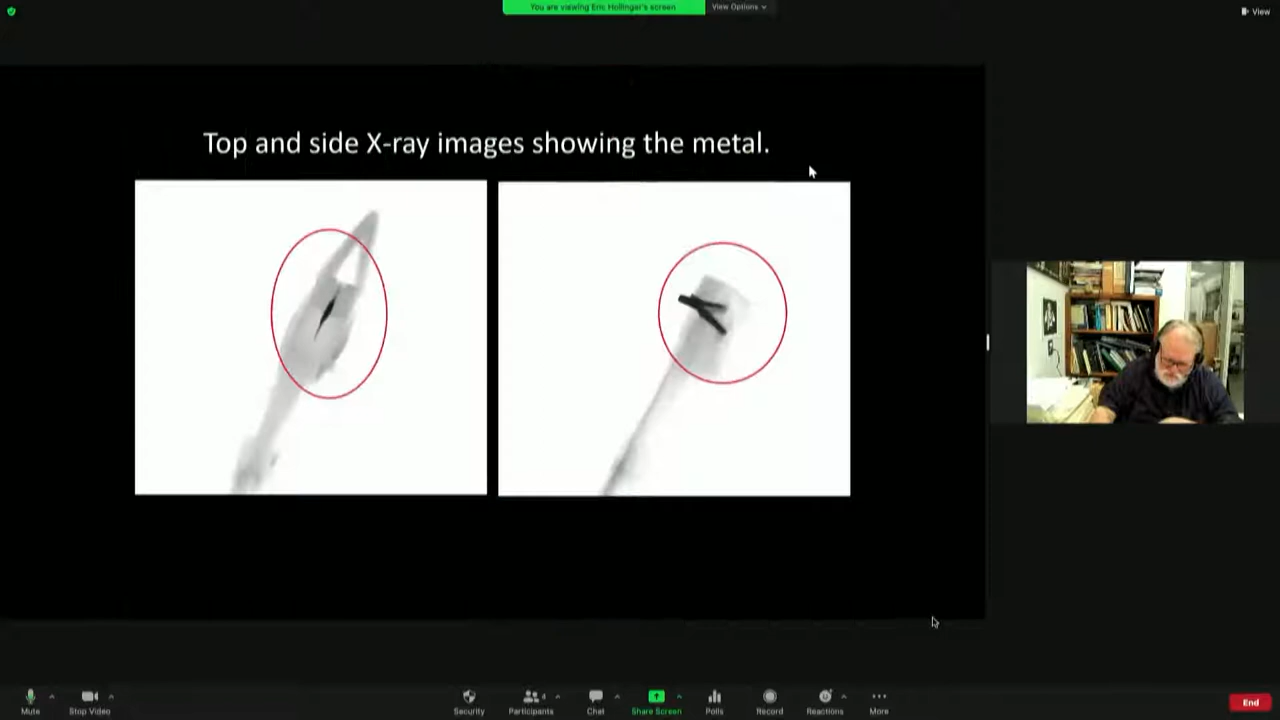 You are viewing Eric Hollinger's screen
View Options
View
Top and side X-ray images showing the metal.
Mute
Stop Video
Security
Participants
4
Chat
Share Screen
Polls
Record
Reactions
More
End